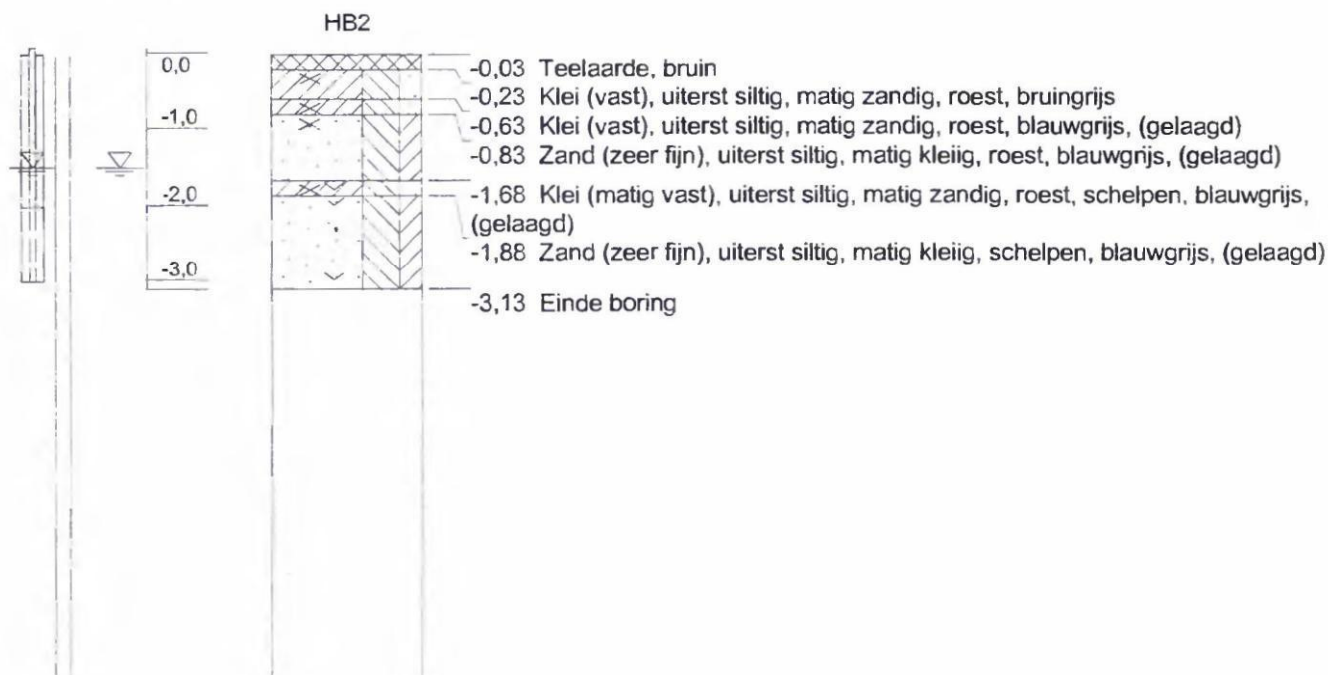 HB2
0,0
-1,0
-2,0
-3,0
-0,03 Teelaarde, bruin
-0,23 Klei (vast), uiterst siltig, matig zandig, roest, bruingrijs
-0,63 Klei (vast), uiterst siltig, matig zandig, roest, blauwgrijs, (gelaagd)
-0,83 Zand (zeer fijn), uiterst siltig, matig kleiig, roest, blauwgrijs, (gelaagd)
-1,68 Klei (matig vast), uiterst siltig, matig zandig, roest, schelpen, blauwgrijs,
(gelaagd)
-1,88 Zand (zeer fijn), uiterst siltig, matig kleiig, schelpen, blauwgrijs, (gelaagd)
-3,13 Einde boring